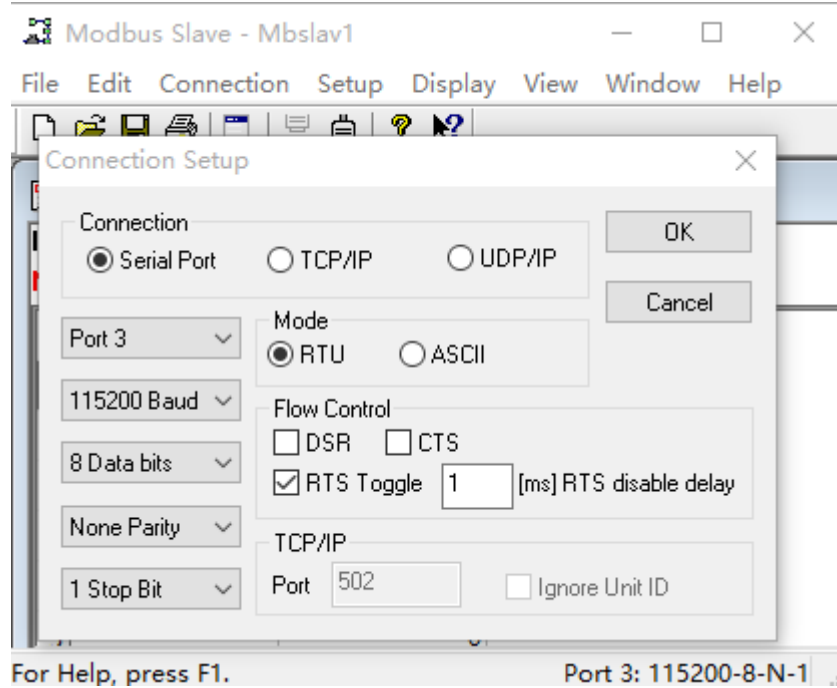 Modbus Slave - Mbslav1
File Edit Connection Setup Display View Window Help
Connection Setup
Connection
Serial Port TCP/IP UDP/IP
OK
Cancel
Port 3
115200 Baud
8 Data bits
None Parity
1 Stop Bit
Mode
RTU ASCII
Flow Control
DSR CTS
RTS Toggle 1 [ms] RTS disable delay
TCP/IP
Port 502 Ignore Unit ID
For Help, press F1. Port 3: 115200-8-N-1